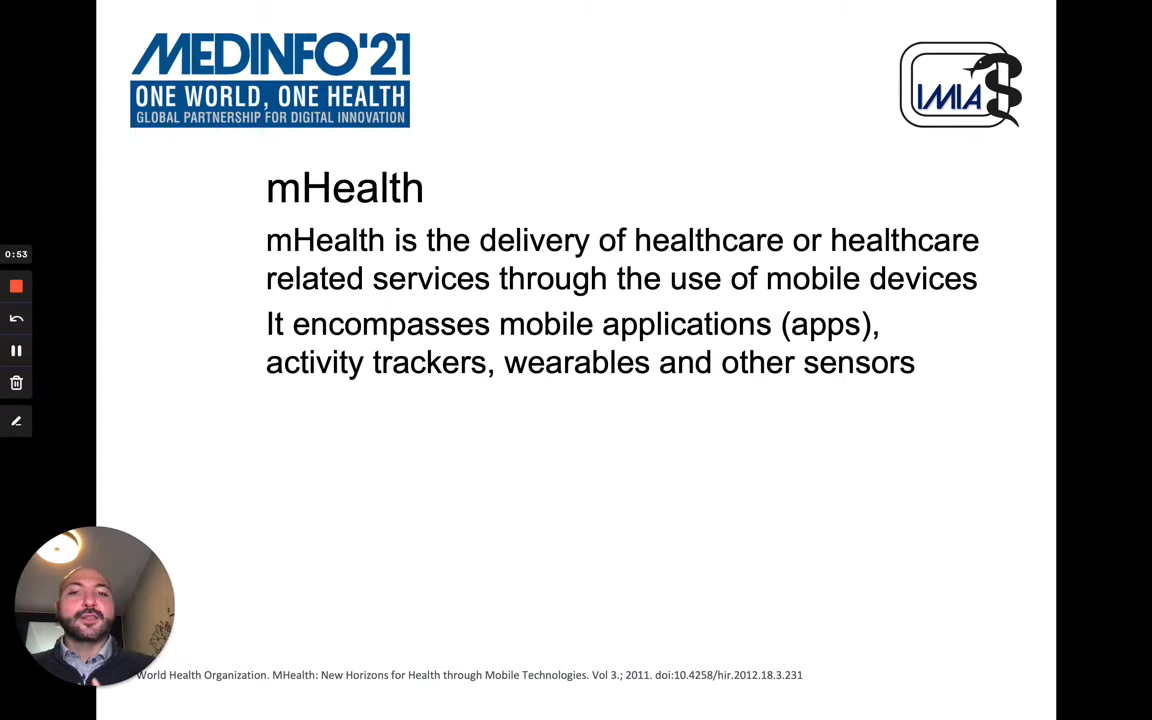 MEDINFO'21
ONE WORLD, ONE HEALTH
GLOBAL PARTNERSHIP FOR DIGITAL INNOVATION
IMIA
mHealth
mHealth is the delivery of healthcare or healthcare
related services through the use of mobile devices
It encompasses mobile applications (apps),
activity trackers, wearables and other sensors
0:53
World Health Organization. MHealth: New Horizons for Health through Mobile Technologies. Vol 3.; 2011. doi:10.4258/hir.2012.18.3.231